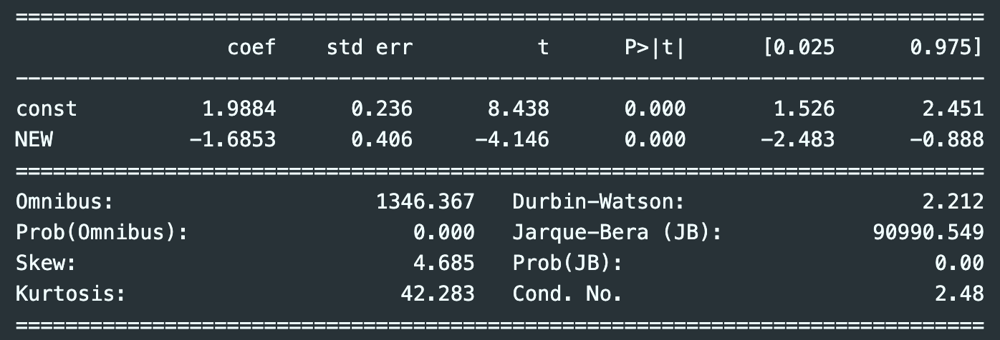 ==============================================================================
                 coef    std err          t      P>|t|      [0.025      0.975]
------------------------------------------------------------------------------
const          1.9884      0.236      8.438      0.000       1.526       2.451
NEW           -1.6853      0.406     -4.146      0.000      -2.483      -0.888
==============================================================================
Omnibus:                     1346.367   Durbin-Watson:                   2.212
Prob(Omnibus):                  0.000   Jarque-Bera (JB):            90990.549
Skew:                           4.685   Prob(JB):                         0.00
Kurtosis:                      42.283   Cond. No.                         2.48
==============================================================================